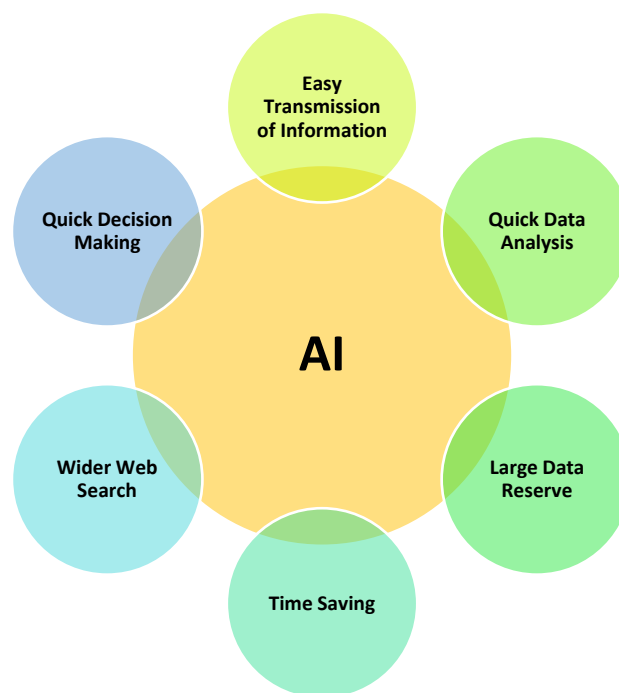 Easy
Transmission
of Information
Quick Decision
Making
Quick Data
Analysis
AI
Wider Web
Search
Large Data
Reserve
Time Saving